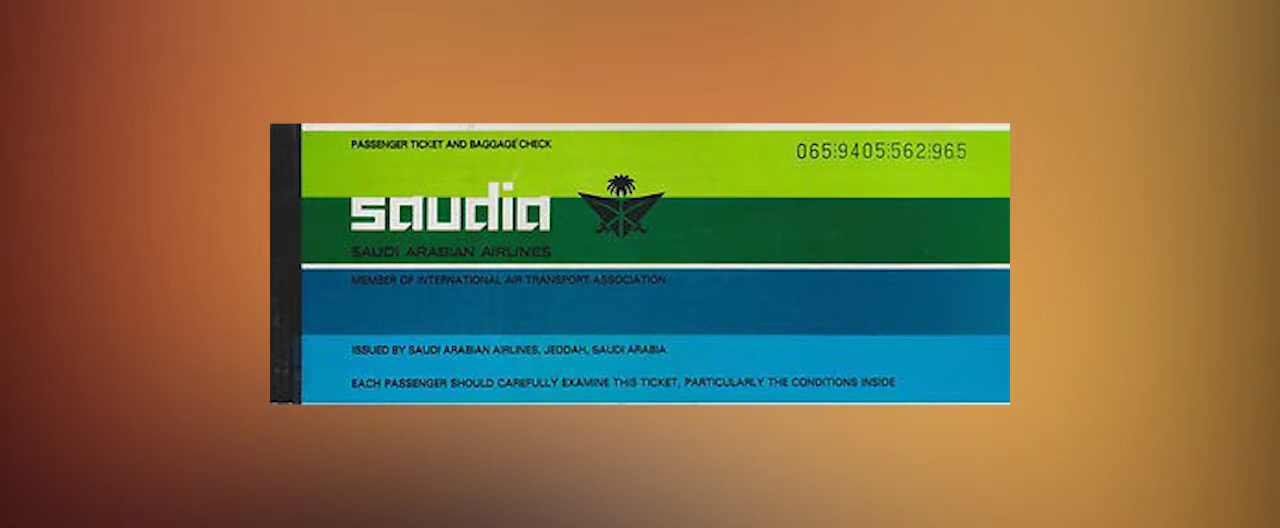 PASSENGER TICKET AND BAGGAGE CHECK
065:9405:562:965
saudia
SAUDI ARABIAN AIRLINES
MEMBER OF INTERNATIONAL AIR TRANSPORT ASSOCIATION
ISSUED BY SAUDI ARABIAN AIRLINES, JEDDAH, SAUDI ARABIA
EACH PASSENGER SHOULD CAREFULLY EXAMINE THIS TICKET, PARTICULARLY THE CONDITIONS INSIDE